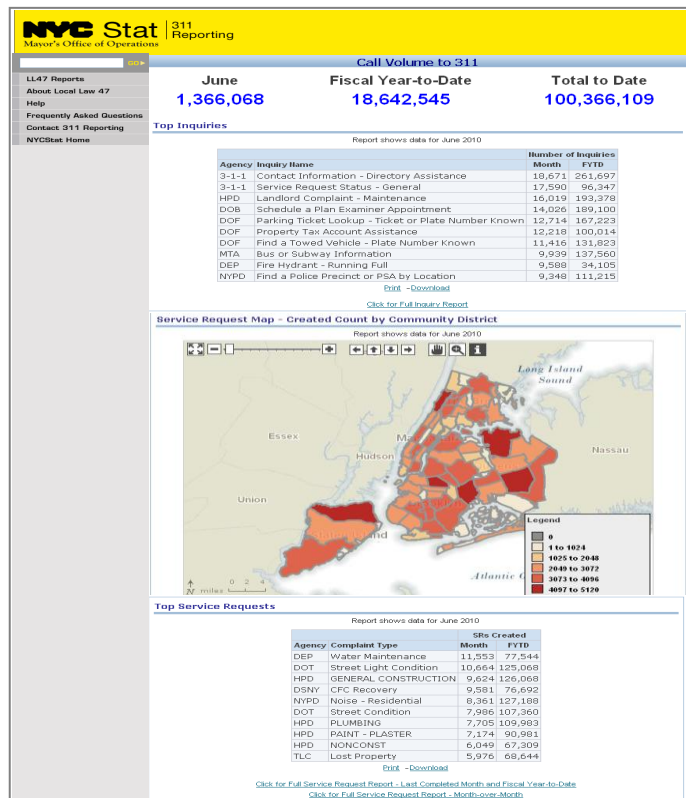 NYC Stat | 311 Reporting
Mayor's Office of Operations
GO
LL47 Reports
About Local Law 47
Help
Frequently Asked Questions
Contact 311 Reporting
NYCStat Home
Call Volume to 311
June Fiscal Year-to-Date Total to Date
1,366,068 18,642,545 100,366,109
Top Inquiries
Report shows data for June 2010
Number of Inquiries
Agency Inquiry Name Month FYTD
3-1-1 Contact Information - Directory Assistance 18,671 261,697
3-1-1 Service Request Status - General 17,590 96,347
HPD Landlord Complaint - Maintenance 16,019 193,378
DOB Schedule a Plan Examiner Appointment 14,026 189,100
DOF Parking Ticket Lookup - Ticket or Plate Number Known 12,714 167,223
DOF Property Tax Account Assistance 12,218 100,014
DOF Find a Towed Vehicle - Plate Number Known 11,416 131,823
MTA Bus or Subway Information 9,939 137,560
DEP Fire Hydrant - Running Full 9,588 34,105
NYPD Find a Police Precinct or PSA by Location 9,348 111,215
Print - Download
Click for Full Inquiry Report
Service Request Map - Created Count by Community District
Report shows data for June 2010
Long Island
Sound
Essex
Hudson
Nassau
Union
Atlantic
N miles 0 2 4
Legend
0
1 to 1024
1025 to 2048
2049 to 3072
3073 to 4096
4097 to 5120
Top Service Requests
Report shows data for June 2010
SRs Created
Agency Complaint Type Month FYTD
DEP Water Maintenance 11,553 77,544
DOT Street Light Condition 10,664 125,068
HPD GENERAL CONSTRUCTION 9,624 126,068
DSNY CFC Recovery 9,581 76,692
NYPD Noise - Residential 8,361 127,188
DOT Street Condition 7,986 107,360
HPD PLUMBING 7,705 109,983
HPD PAINT - PLASTER 7,174 90,981
HPD NONCONST 6,049 67,309
TLC Lost Property 5,976 68,644
Print - Download
Click for Full Service Request Report - Last Completed Month and Fiscal Year-to-Date
Click for Full Service Request Report - Month-over-Month